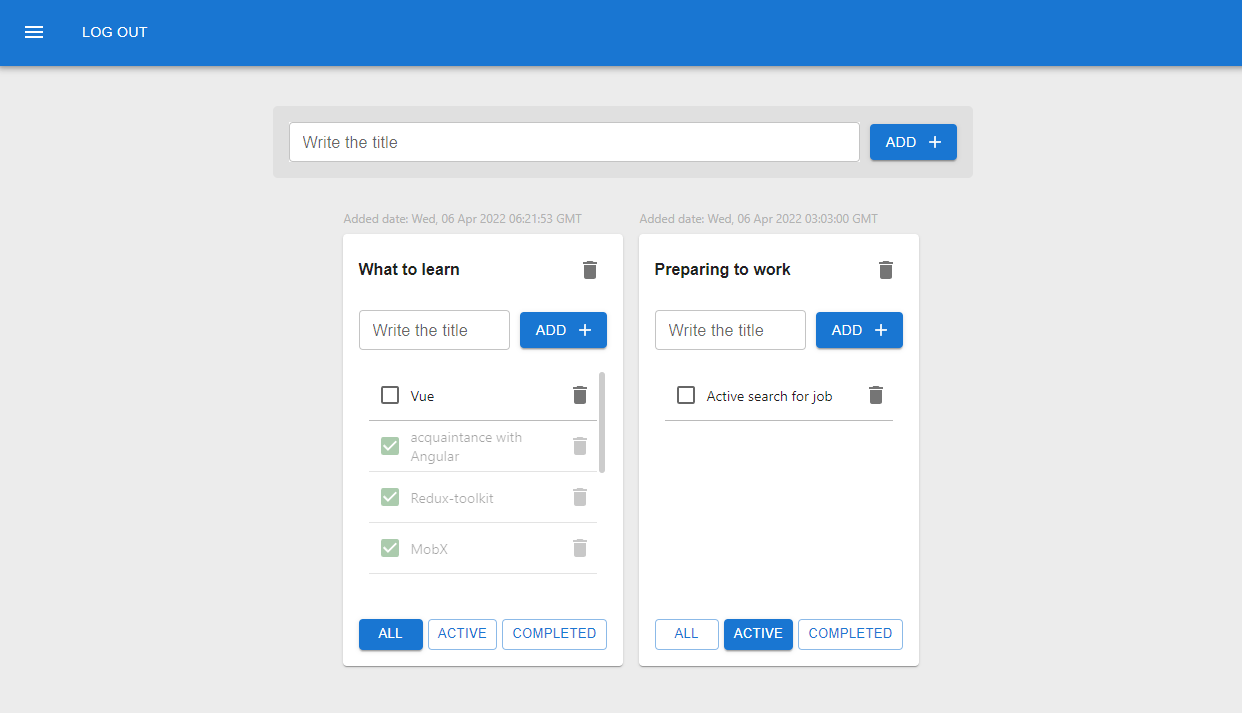 LOG OUT
Write the title
ADD
Added date: Wed, 06 Apr 2022 06:21:53 GMT
What to learn
Write the title
ADD
Vue
acquaintance with
Angular
Redux-toolkit
MobX
ALL
ACTIVE
COMPLETED
Added date: Wed, 06 Apr 2022 03:03:00 GMT
Preparing to work
Write the title
ADD
Active search for job
ALL
ACTIVE
COMPLETED